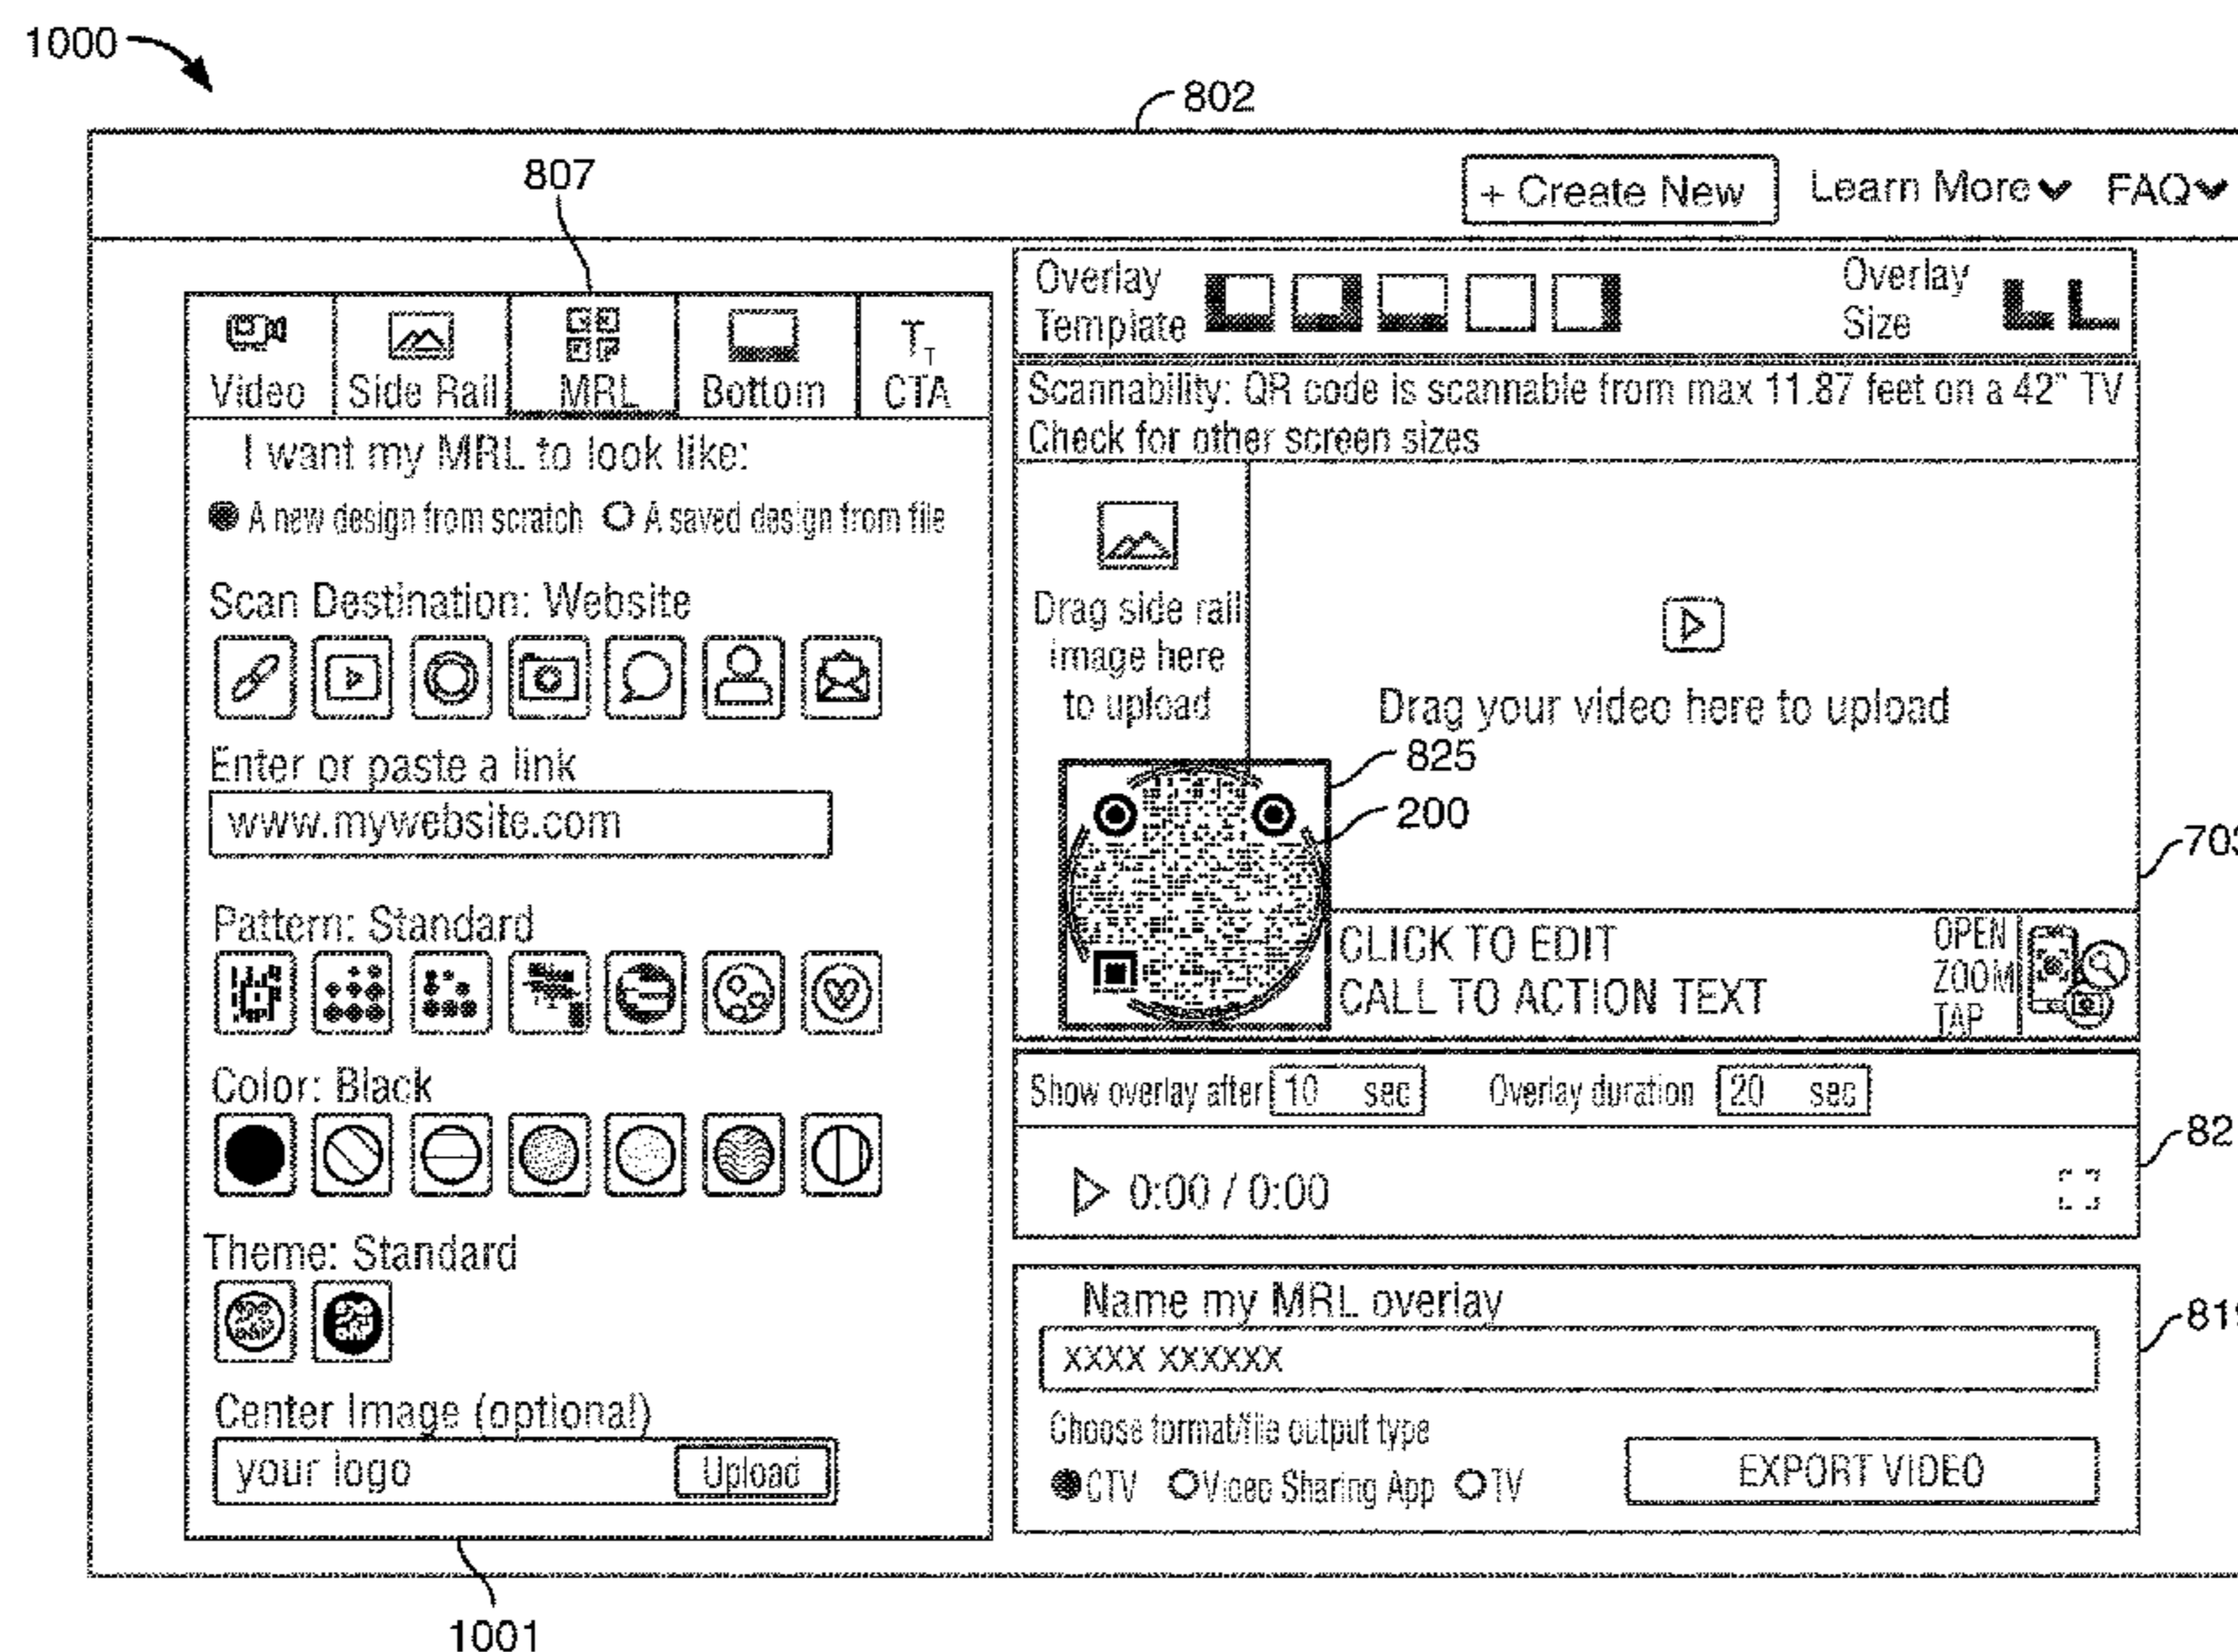 1000
802
807
+ Create New
Learn More
FAQ
Video
Side Rail
MRL
Bottom
TT
CTA
Overlay
Template
Overlay
Size
Scannability: QR code is scannable from max 11.87 feet on a 42" TV
Check for other screen sizes
I want my MRL to look like:
A new design from scratch
A saved design from file
Scan Destination: Website
Enter or paste a link
www.mywebsite.com
Pattern: Standard
Color: Black
Theme: Standard
Center Image (optional)
your logo
Upload
1001
Drag side rail
image here
to upload
Drag your video here to upload
825
200
703
CLICK TO EDIT
CALL TO ACTION TEXT
OPEN
ZOOM
TAP
Show overlay after
10 sec
Overlay duration
20 sec
82
0:00 / 0:00
Name my MRL overlay
819
XXXX XXXXXX
Choose format/file output type
CTV
Video Sharing App
TV
EXPORT VIDEO